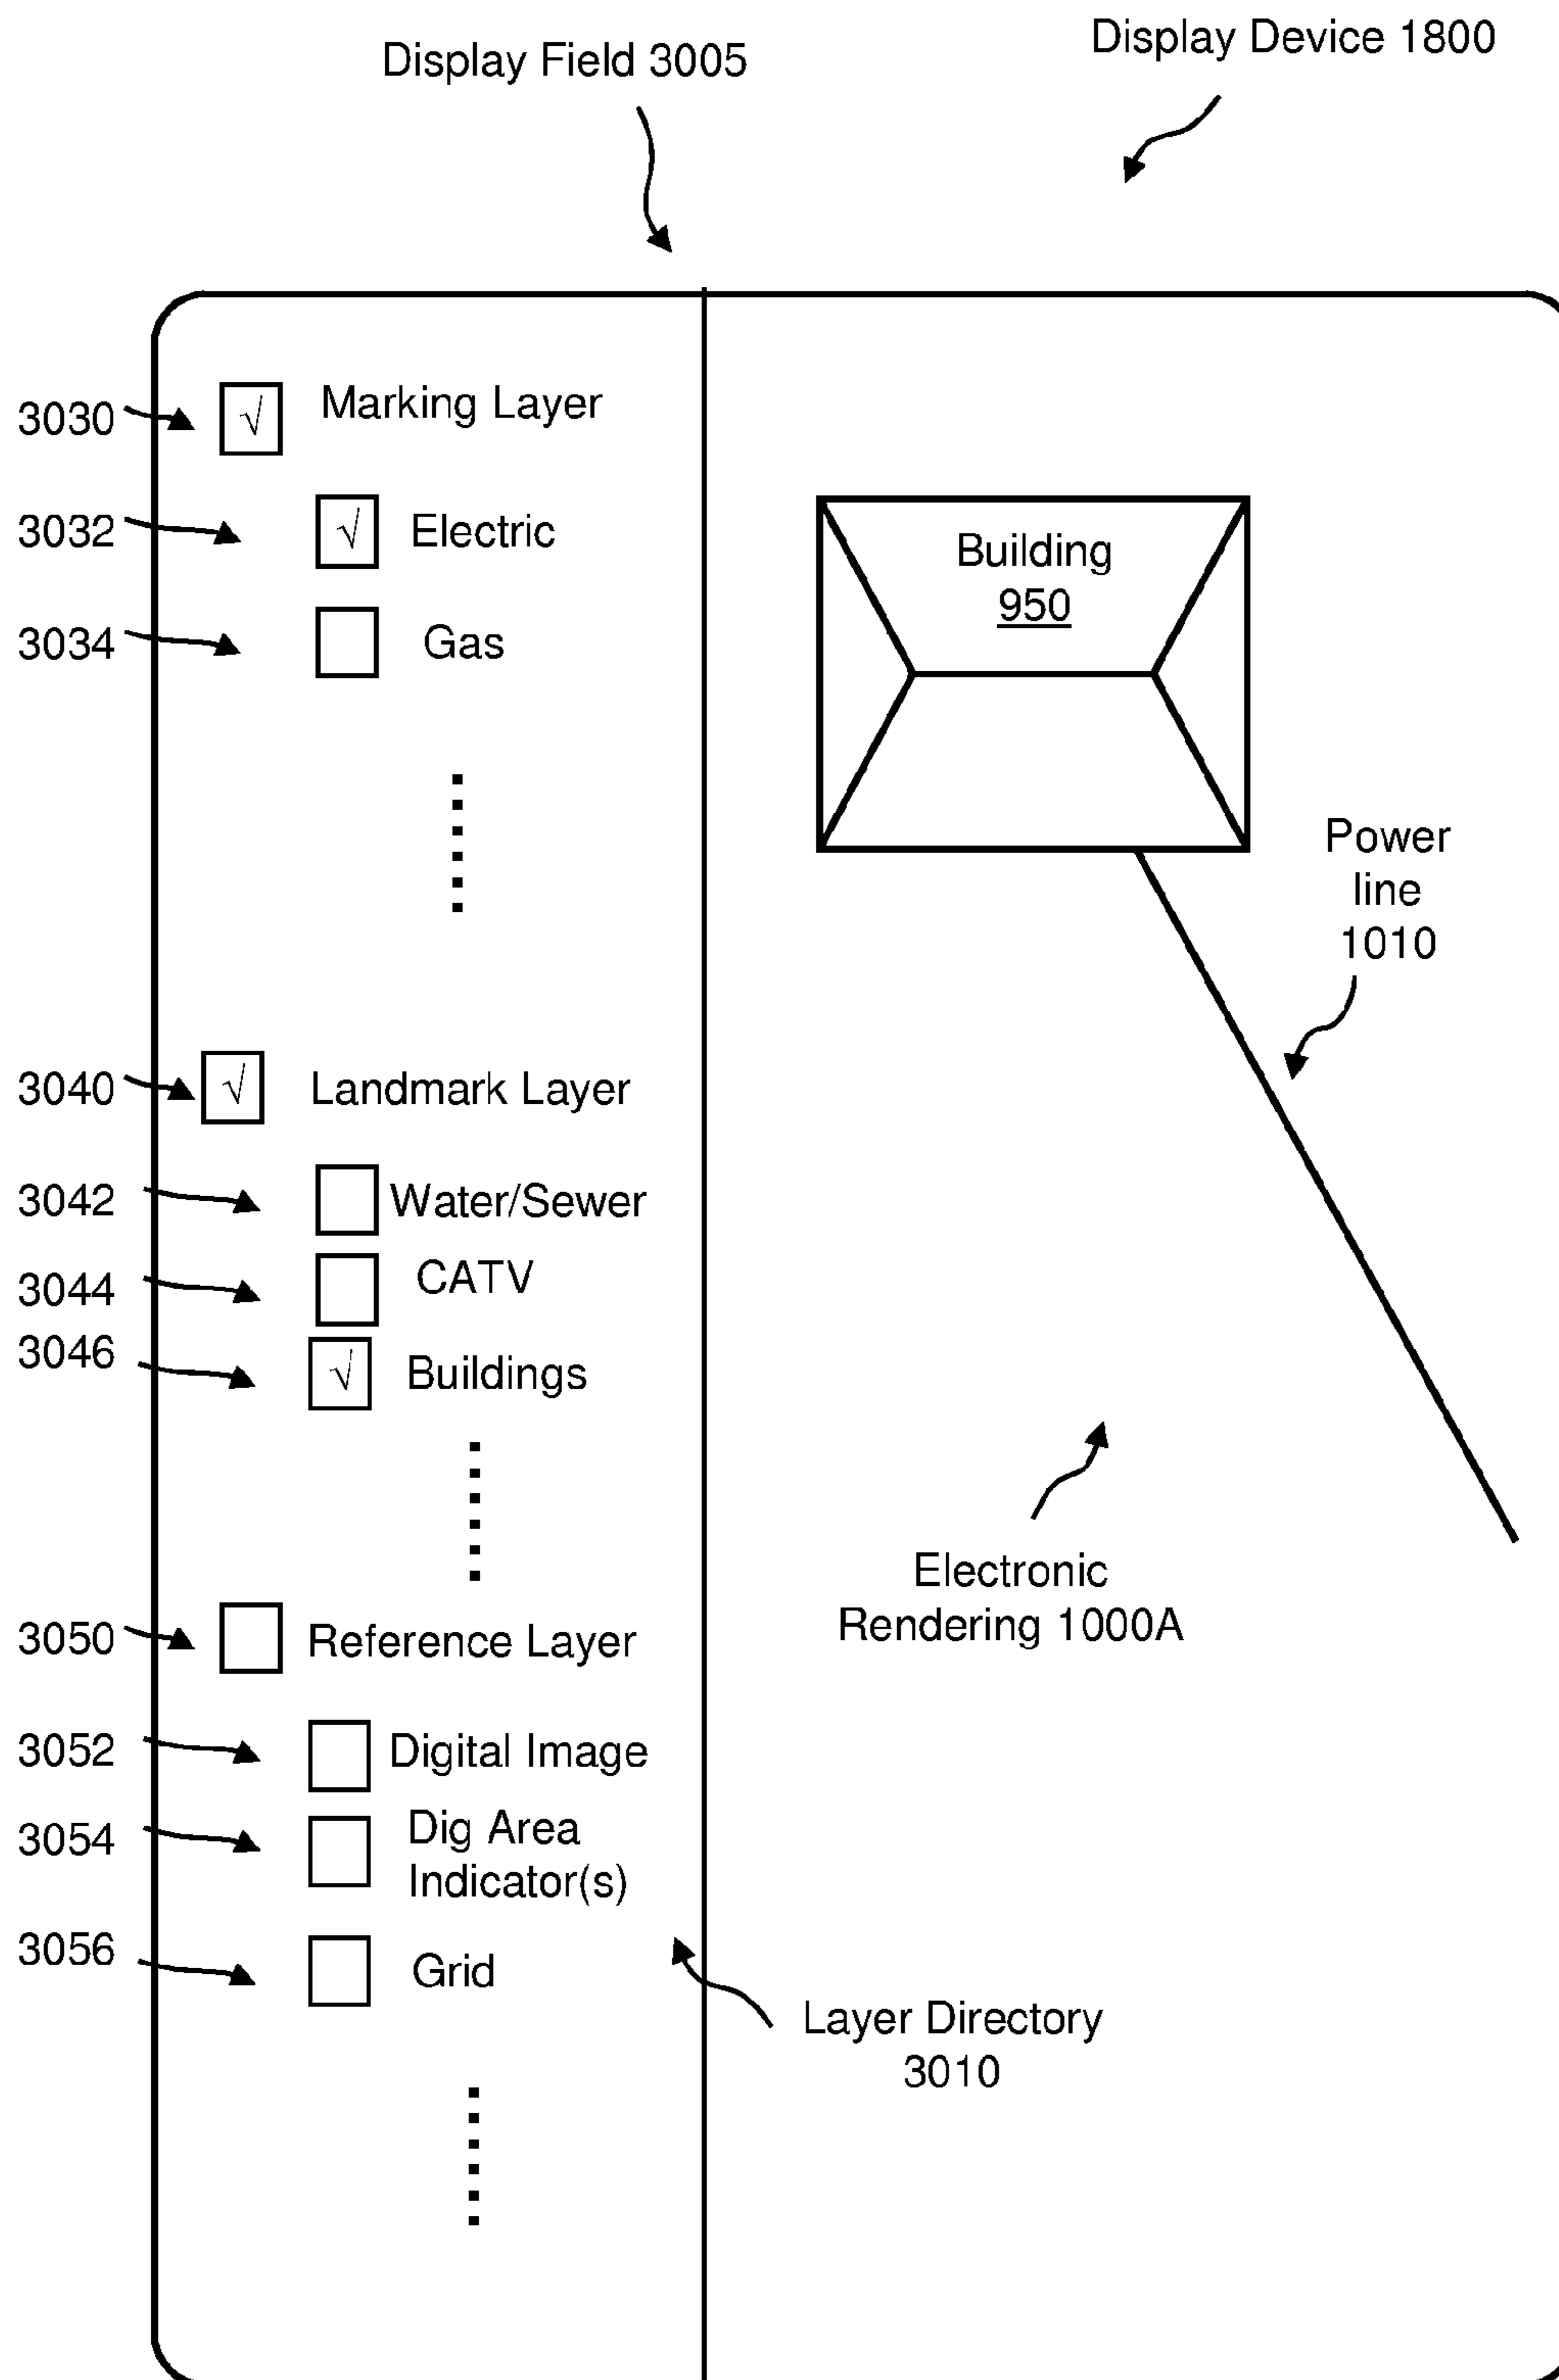 Display Field 3005
Display Device 1800
3030
√
Marking Layer
3032
√
Electric
3034
Gas
Building
950
Power
line
1010
3040
√
Landmark Layer
3042
Water/Sewer
3044
CATV
3046
√
Buildings
Electronic
Rendering 1000A
3050
Reference Layer
3052
Digital Image
3054
Dig Area
Indicator(s)
3056
Grid
Layer Directory
3010